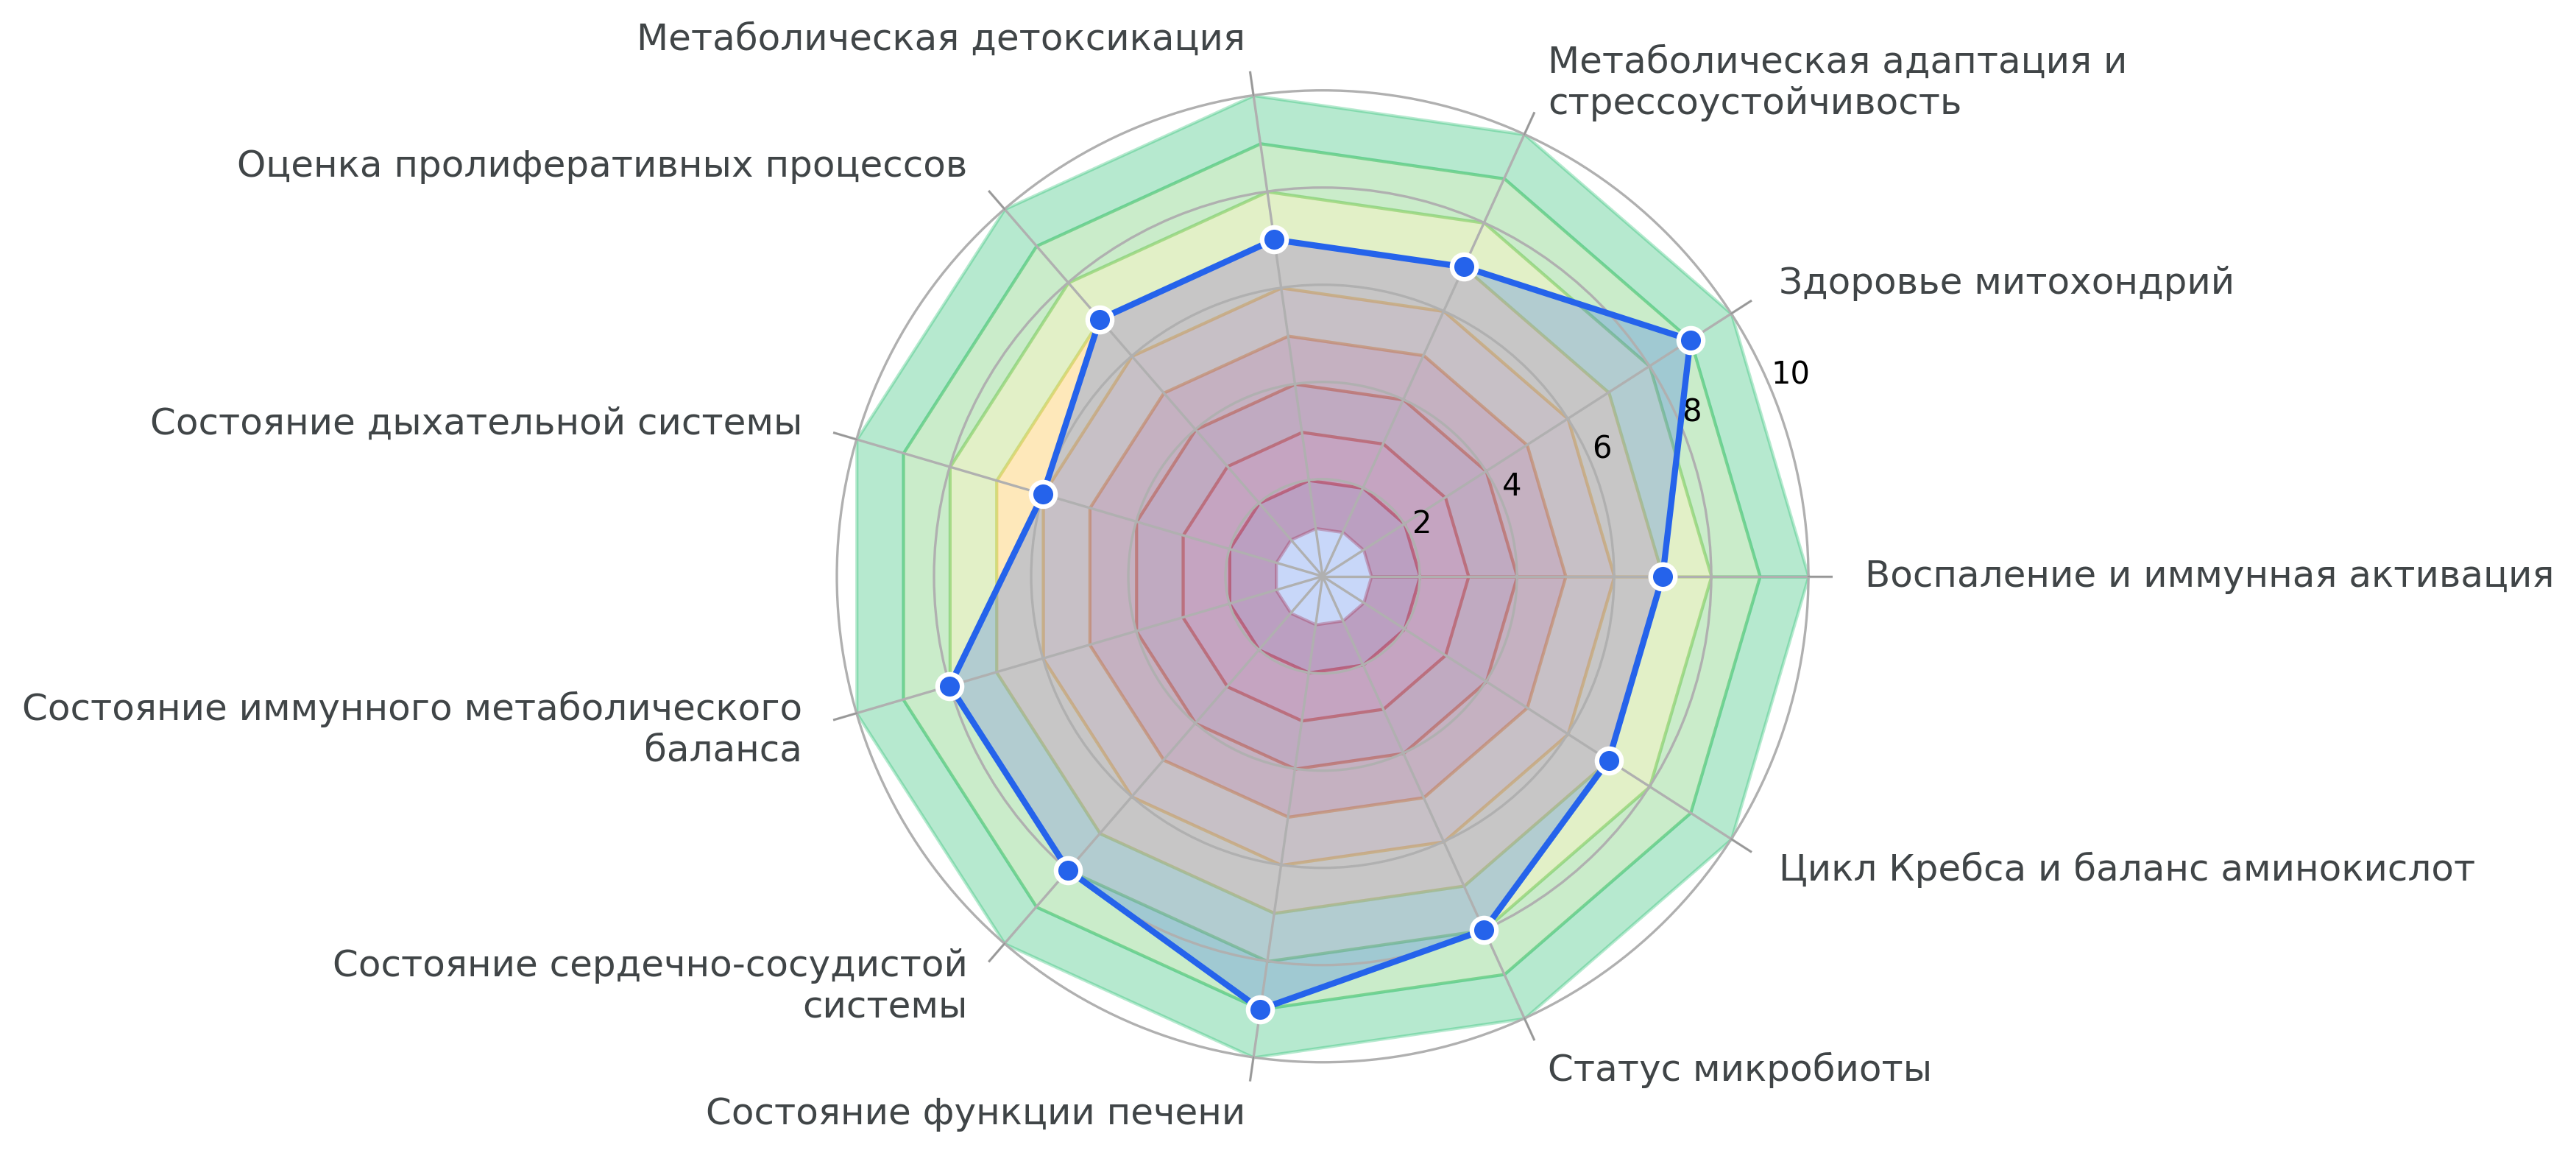 Метаболическая детоксикация
Метаболическая адаптация и
стрессоустойчивость
Оценка пролиферативных процессов
Здоровье митохондрий
10
8
Состояние дыхательной системы
6
4
2
Воспаление и иммунная активация
Состояние иммунного метаболического
баланса
Цикл Кребса и баланс аминокислот
Состояние сердечно-сосудистой
системы
Статус микробиоты
Состояние функции печени